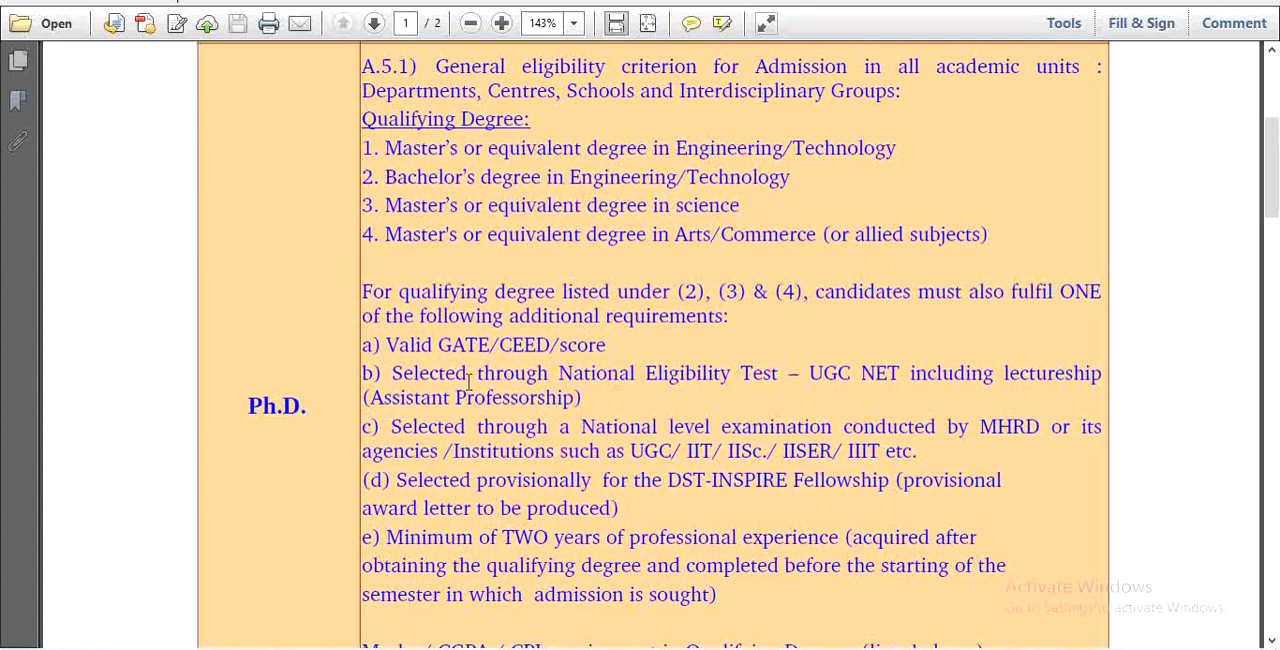 Open
1 / 2
143%
Tools
Fill & Sign
Comment
A.5.1) General eligibility criterion for Admission in all academic units :
Departments, Centres, Schools and Interdisciplinary Groups:
Qualifying Degree:
1. Master’s or equivalent degree in Engineering/Technology
2. Bachelor’s degree in Engineering/Technology
3. Master’s or equivalent degree in science
4. Master's or equivalent degree in Arts/Commerce (or allied subjects)
For qualifying degree listed under (2), (3) & (4), candidates must also fulfil ONE
of the following additional requirements:
a) Valid GATE/CEED/score
b) Selected through National Eligibility Test – UGC NET including lectureship
(Assistant Professorship)
Ph.D.
c) Selected through a National level examination conducted by MHRD or its
agencies /Institutions such as UGC/ IIT/ IISc./ IISER/ IIIT etc.
(d) Selected provisionally for the DST-INSPIRE Fellowship (provisional
award letter to be produced)
e) Minimum of TWO years of professional experience (acquired after
obtaining the qualifying degree and completed before the starting of the
semester in which admission is sought)
Activate Windows
Go to Settings to activate Windows.